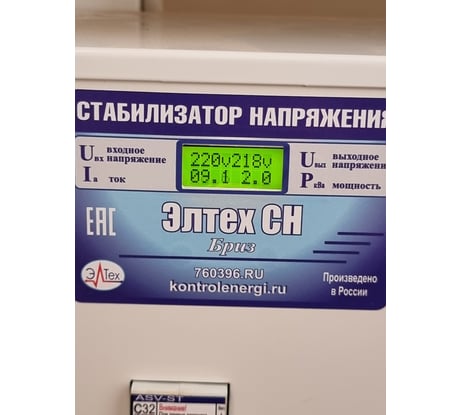 СТАБИЛИЗАТОР НАПРЯЖЕНИЯ
Uвх входное напряжение
220v218v
Uвых выходное напряжение
Iа ток
09.1 2.0
Pква мощность
ЕАС
Элтех СН
Бриз
ЭЛТех
760396.RU
kontrolenergi.ru
Произведено
в России
ASV-ST
C32
Внимание!